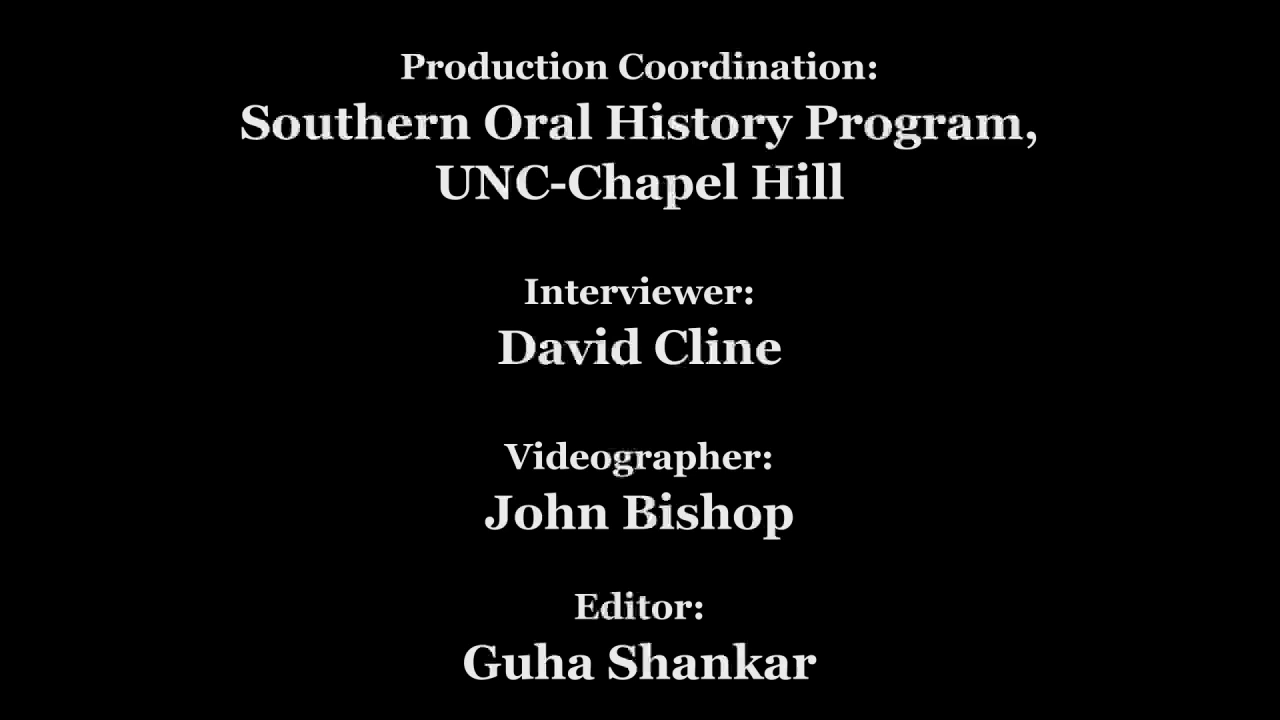 Production Coordination:
Southern Oral History Program,
UNC-Chapel Hill
Interviewer:
David Cline
Videographer:
John Bishop
Editor:
Guha Shankar